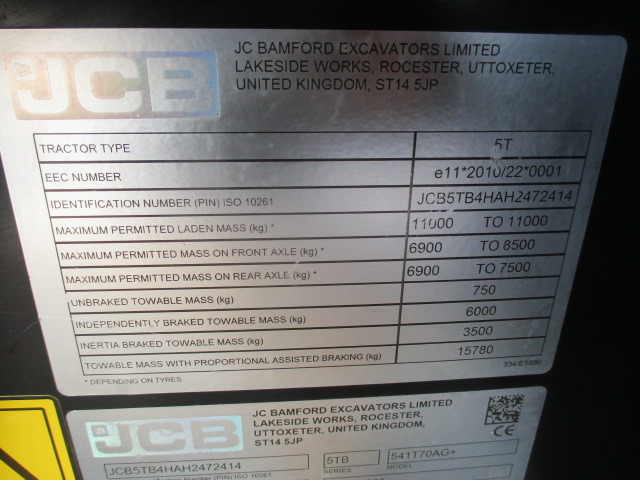 JCB
JC BAMFORD EXCAVATORS LIMITED
LAKESIDE WORKS, ROCESTER, UTTOXETER,
UNITED KINGDOM, ST14 5JP
TRACTOR TYPE 5T
EEC NUMBER e11*2010/22*0001
IDENTIFICATION NUMBER (PIN) ISO 10261 JCB5TB4HAH2472414
MAXIMUM PERMITTED LADEN MASS (kg) * 11000 TO 11000
MAXIMUM PERMITTED MASS ON FRONT AXLE (kg) * 6900 TO 8500
MAXIMUM PERMITTED MASS ON REAR AXLE (kg) * 6900 TO 7500
UNBRAKED TOWABLE MASS (kg) 750
INDEPENDENTLY BRAKED TOWABLE MASS (kg) 6000
INERTIA BRAKED TOWABLE MASS (kg) 3500
TOWABLE MASS WITH PROPORTIONAL ASSISTED BRAKING (kg) 15780
* DEPENDING ON TYRES 334/E5990
JCB
JC BAMFORD EXCAVATORS LIMITED
LAKESIDE WORKS, ROCESTER,
UTTOXETER, UNITED KINGDOM,
ST14 5JP
CE
JCB5TB4HAH2472414 5TB 541T70AG+
Number (PIN) ISO 10261 SERIES MODEL